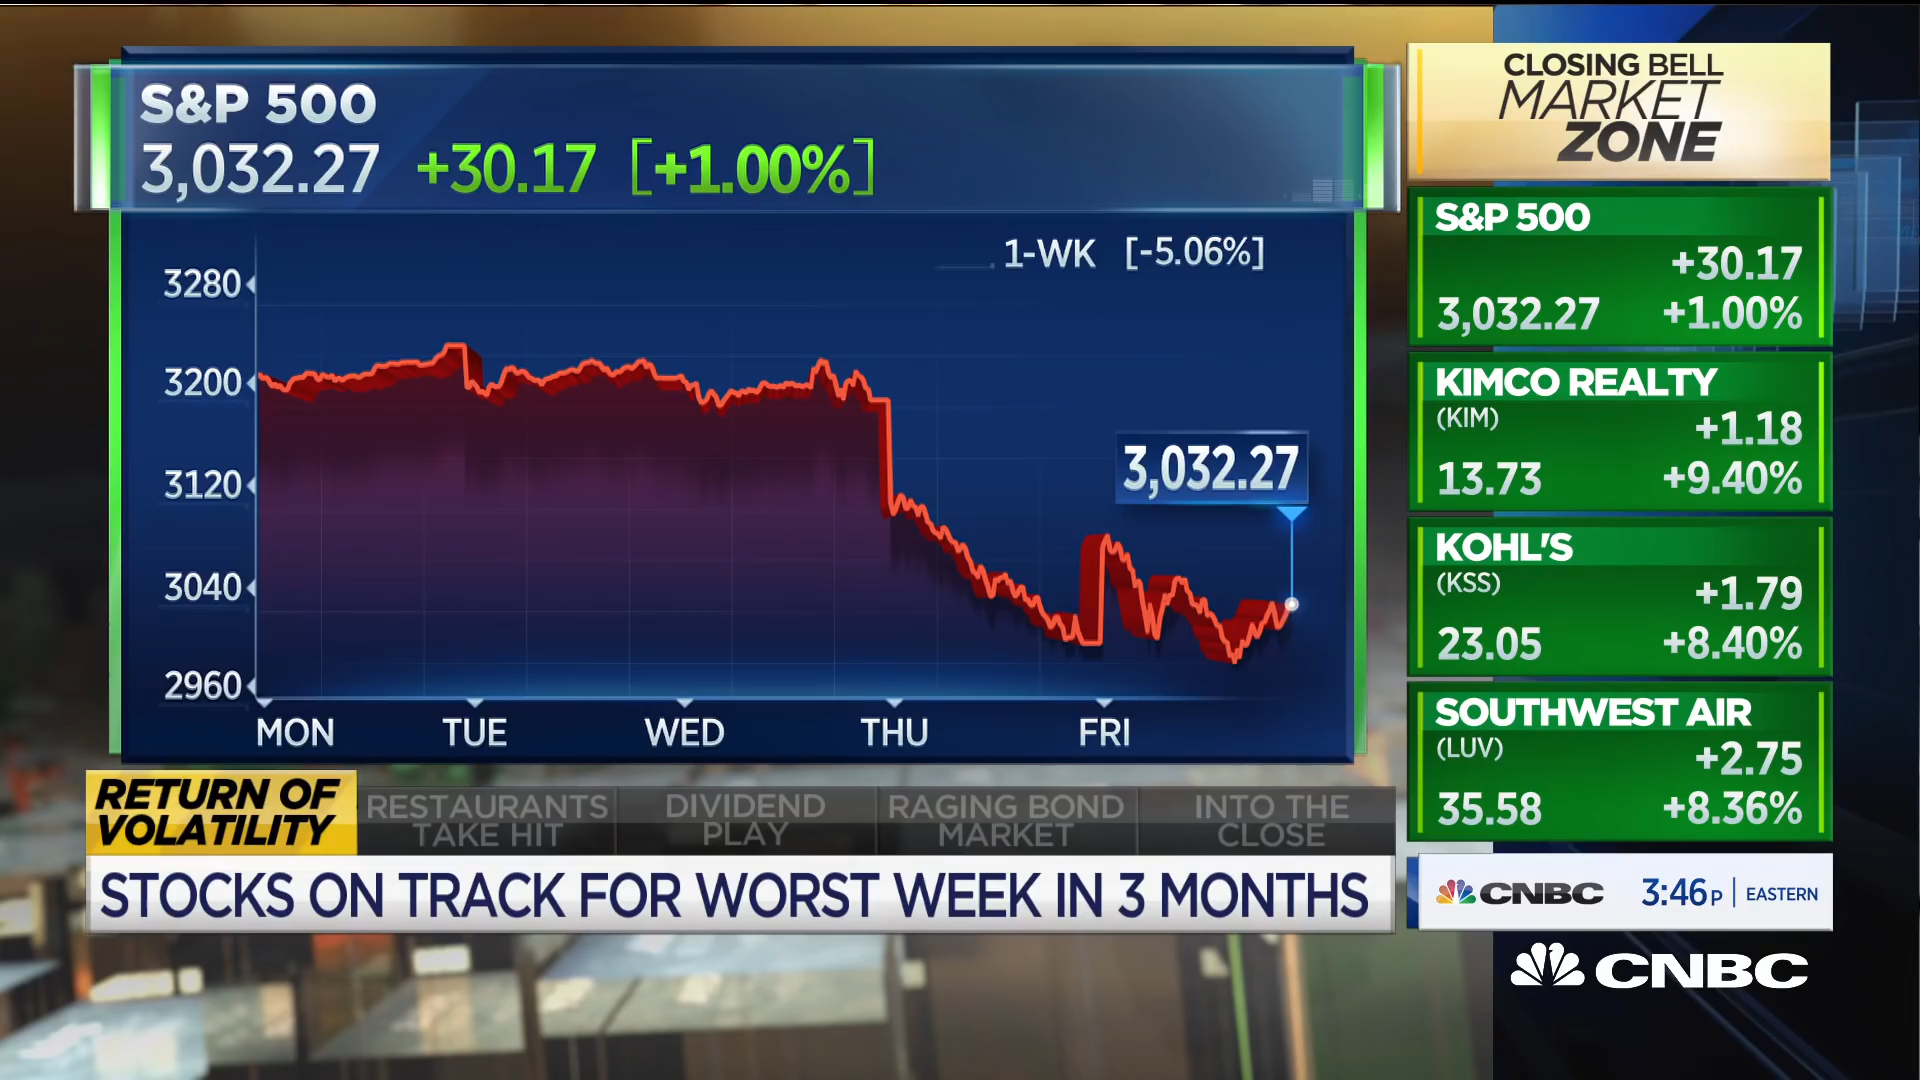 S&P 500
3,032.27 +30.17 [+1.00%]
1-WK [-5.06%]
3280
3200
3120
3040
2960
3,032.27
MON TUE WED THU FRI
RETURN OF
VOLATILITY
RESTAURANTS
TAKE HIT
DIVIDEND
PLAY
RAGING BOND
MARKET
INTO THE
CLOSE
STOCKS ON TRACK FOR WORST WEEK IN 3 MONTHS
CLOSING BELL
MARKET
ZONE
S&P 500
+30.17
3,032.27 +1.00%
KIMCO REALTY
(KIM) +1.18
13.73 +9.40%
KOHL'S
(KSS) +1.79
23.05 +8.40%
SOUTHWEST AIR
(LUV) +2.75
35.58 +8.36%
CNBC 3:46P EASTERN
CNBC